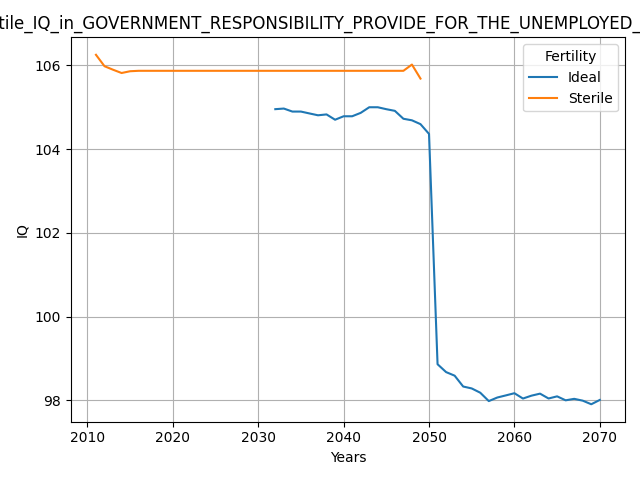 tile_IQ_in_GOVERNMENT_RESPONSIBILITY_PROVIDE_FOR_THE_UNEMPLOYED_
Fertility
Ideal
Sterile
106
104
102
100
98
IQ
2010 2020 2030 2040 2050 2060 2070
Years